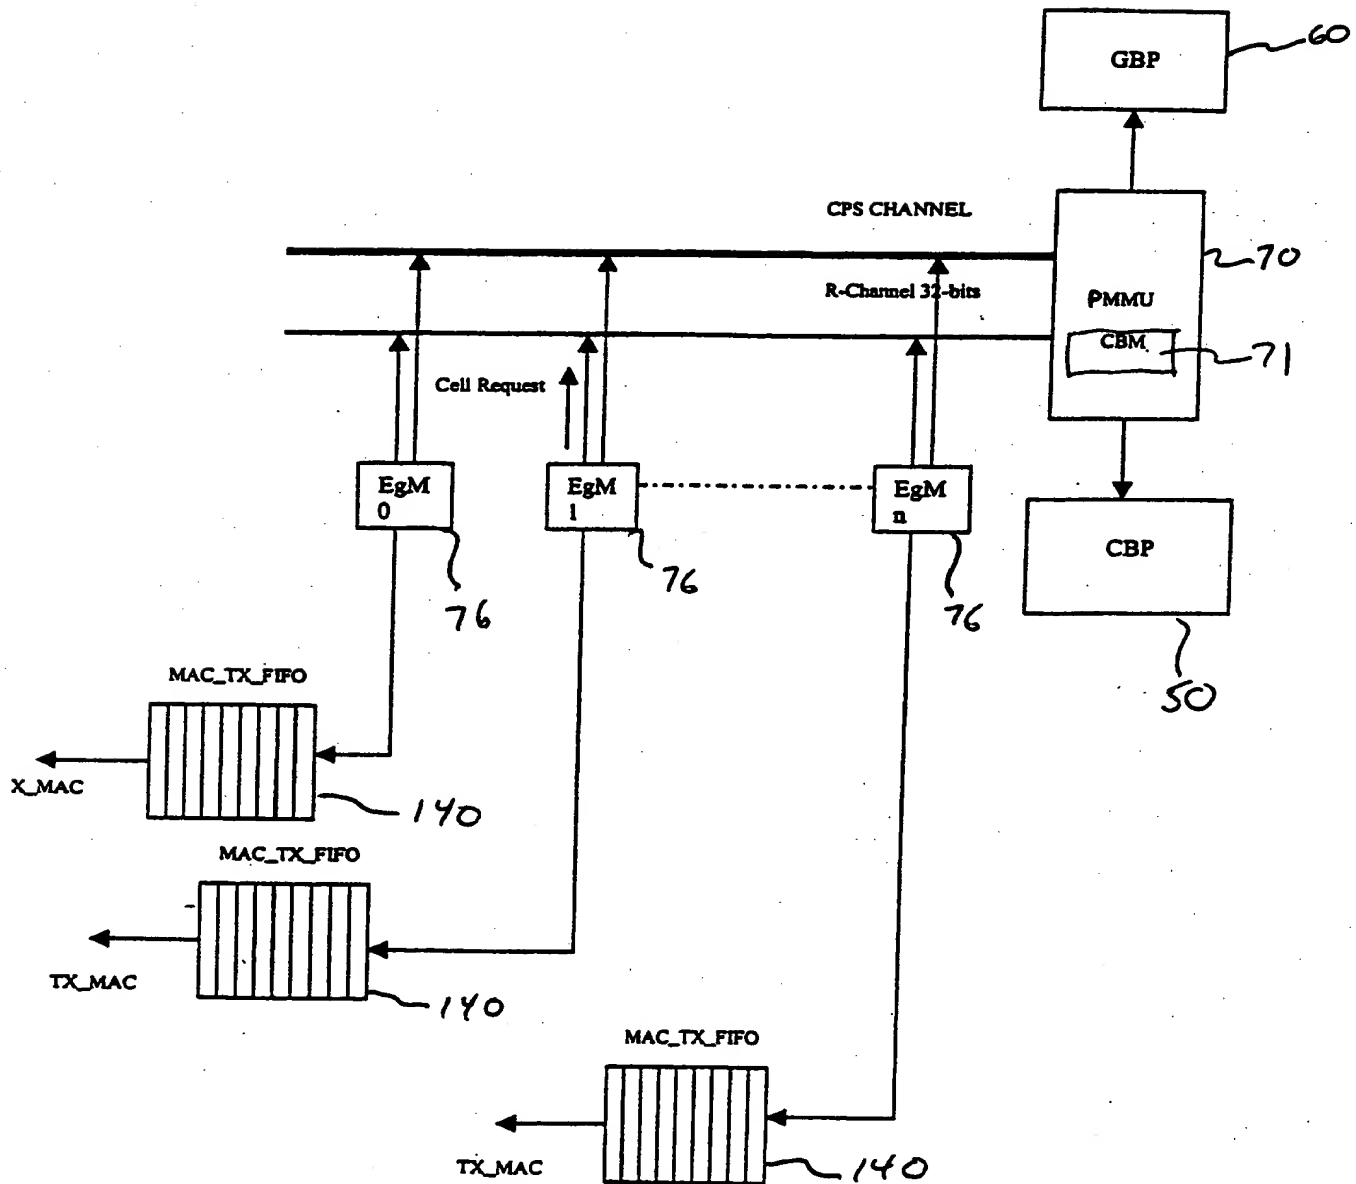 GBP
60
CPS CHANNEL
70
R-Channel 32-bits
PMMU
CBM
71
Cell Request
EgM
0
EgM
1
EgM
n
CBP
76
76
76
50
MAC_TX_FIFO
X_MAC
140
MAC_TX_FIFO
TX_MAC
140
MAC_TX_FIFO
TX_MAC
140